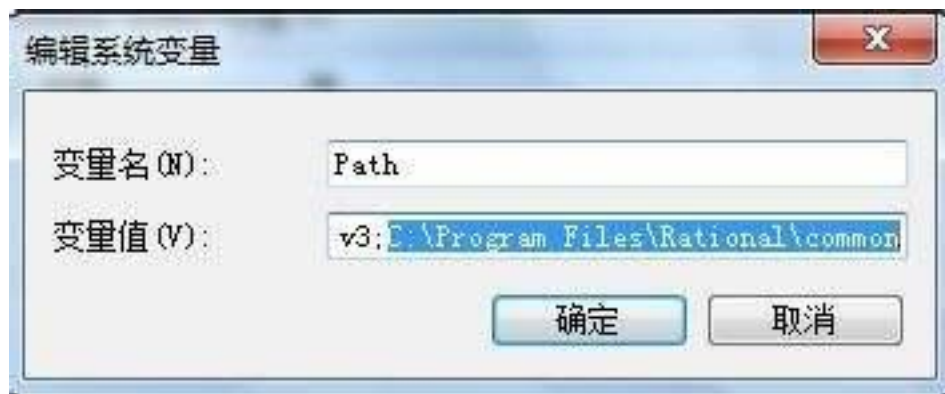 编辑系统变量
变量名(N): Path
变量值(V): v3;C:\Program Files\Rational\common
确定 取消